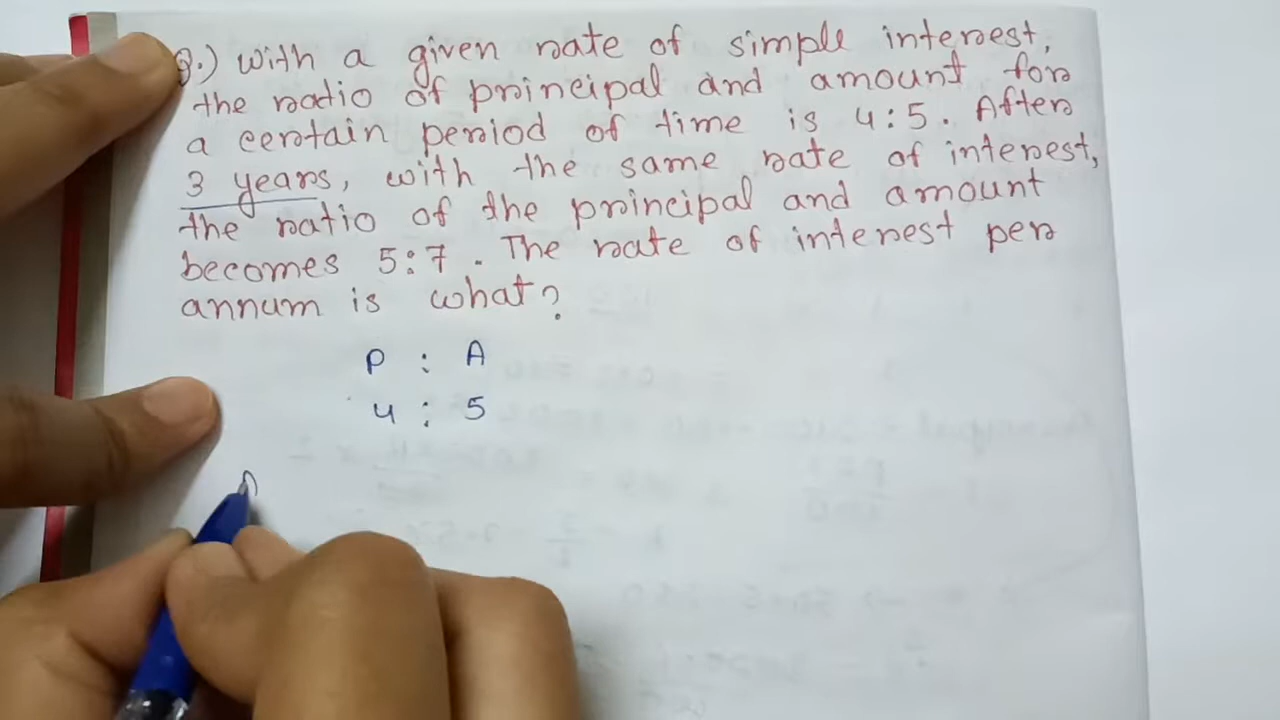 Q.) With a given rate of simple interest,
the ratio of principal and amount for
a certain period of time is 4:5. After
3 years, with the same rate of interest,
the ratio of the principal and amount
becomes 5:7. The rate of interest per
annum is what?
P : A
4 : 5